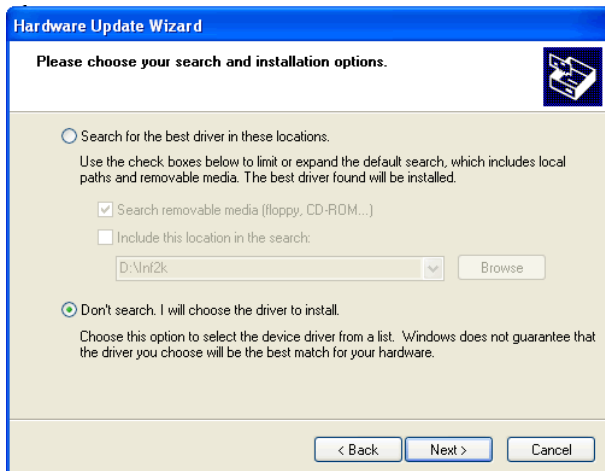 Hardware Update Wizard
Please choose your search and installation options.
Search for the best driver in these locations.
Use the check boxes below to limit or expand the default search, which includes local
paths and removable media. The best driver found will be installed.
Search removable media (floppy, CD-ROM...)
Include this location in the search:
D:\Inf2k
Browse
Don't search. I will choose the driver to install.
Choose this option to select the device driver from a list. Windows does not guarantee that
the driver you choose will be the best match for your hardware.
< Back Next > Cancel